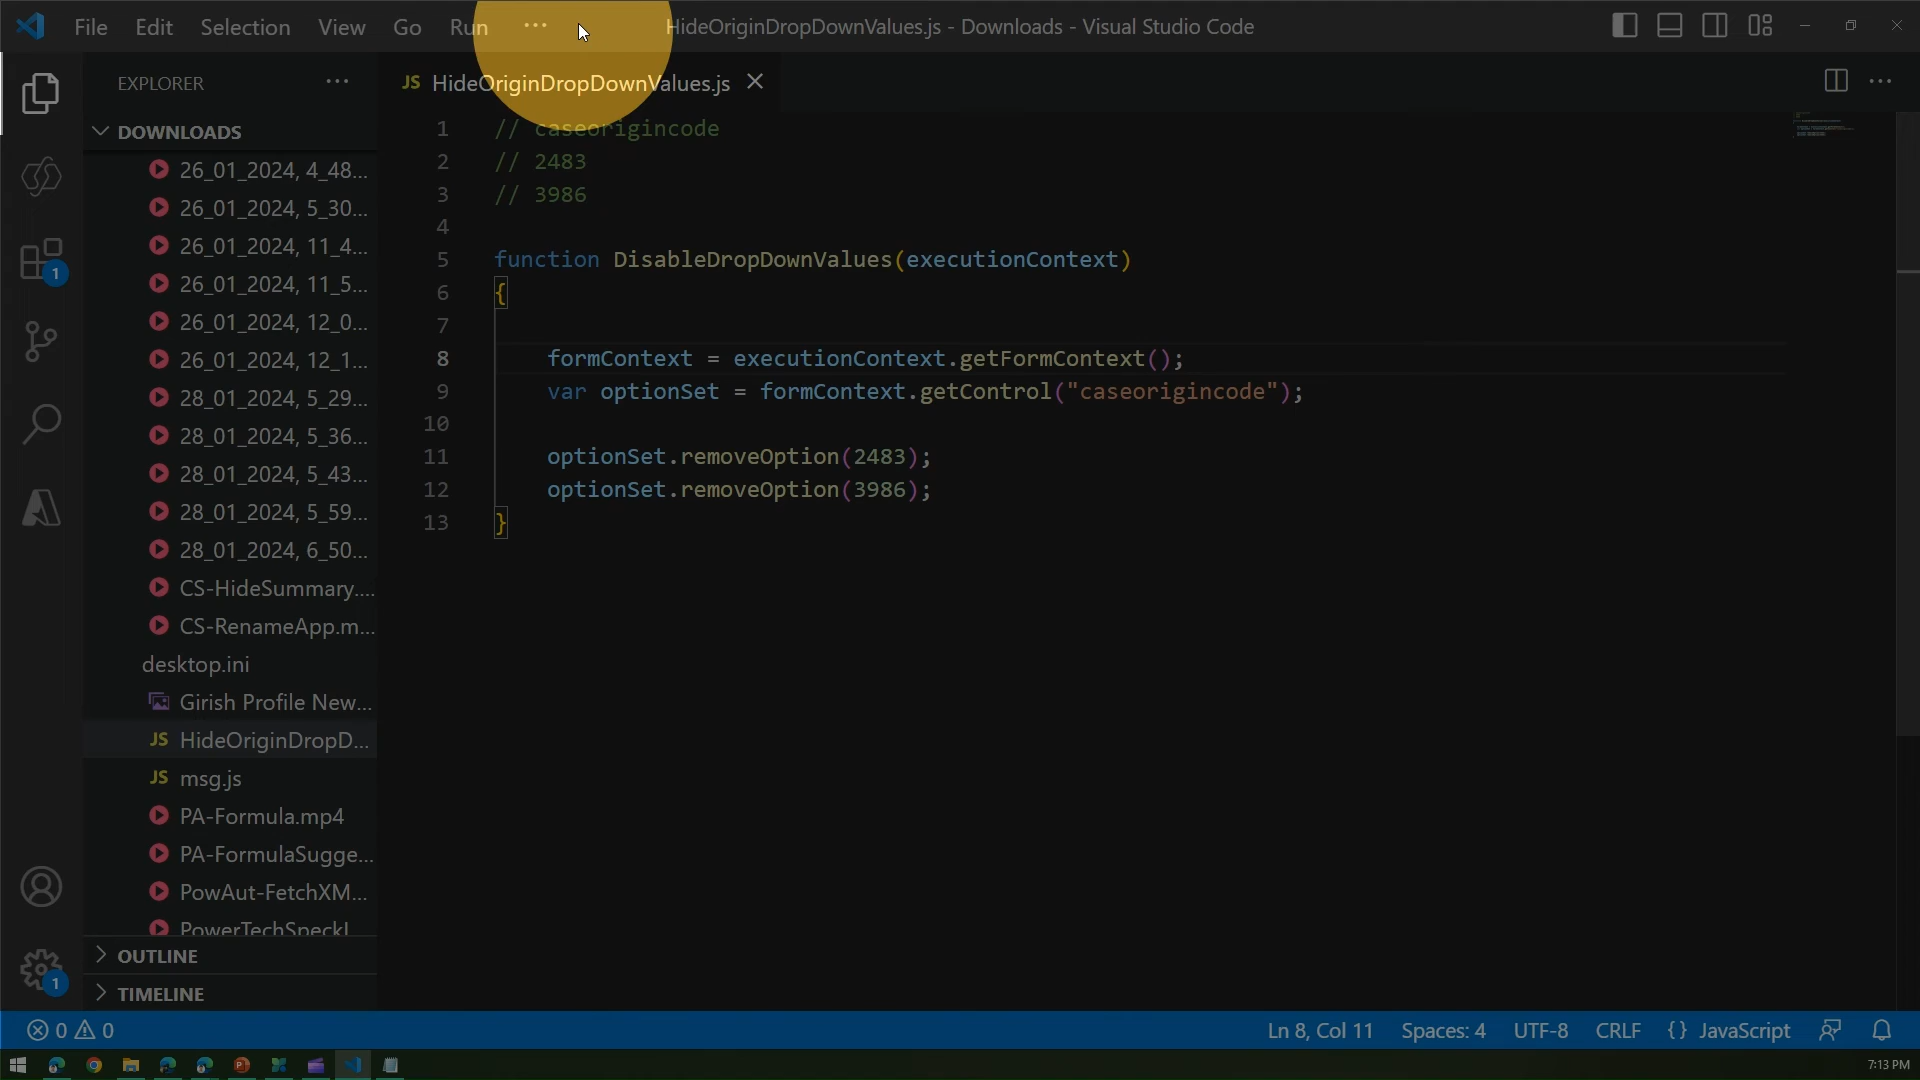 File Edit Selection View Go Run ··· HideOriginDropDownValues.js - Downloads - Visual Studio Code
EXPLORER ···
JS HideOriginDropDownValues.js
DOWNLOADS
26_01_2024, 4_48...
26_01_2024, 5_30...
26_01_2024, 11_4...
26_01_2024, 11_5...
26_01_2024, 12_0...
26_01_2024, 12_1...
28_01_2024, 5_29...
28_01_2024, 5_36...
28_01_2024, 5_43...
28_01_2024, 5_59...
28_01_2024, 6_50...
CS-HideSummary....
CS-RenameApp.m...
desktop.ini
Girish Profile New...
JS HideOriginDropD...
JS msg.js
PA-Formula.mp4
PA-FormulaSugge...
PowAut-FetchXM...
PowerTechSpeckl
OUTLINE
TIMELINE
1
1
1 // caseorigincode
2 // 2483
3 // 3986
4
5 function DisableDropDownValues(executionContext)
6 {
7
8 formContext = executionContext.getFormContext();
9 var optionSet = formContext.getControl("caseorigincode");
10
11 optionSet.removeOption(2483);
12 optionSet.removeOption(3986);
13 }
0 0 Ln 8, Col 11 Spaces: 4 UTF-8 CRLF {} JavaScript
7:13 PM